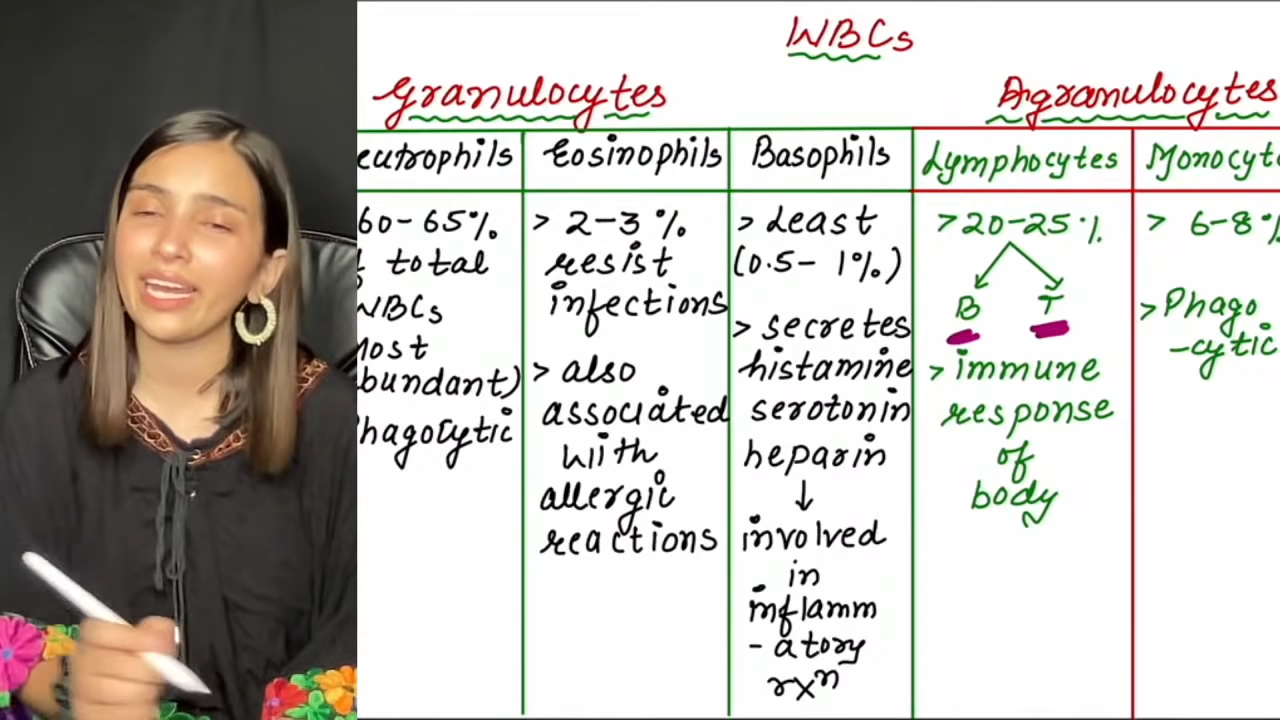 WBCs
Granulocytes
Agranulocytes
eutrophils
60-65%
total
WBCs
most
bundant)
hagocytic
Eosinophils
> 2-3 %
resist
infections
> also
associated
with
allergic
reactions
Basophils
> Least
(0.5- 1%)
> secretes
histamine
serotonin
heparin
↓
involved
in
inflamm
- atory
rxⁿ
Lymphocytes
> 20-25%
B T
> immune
response
of
body
Monocyt
> 6-8%
> Phago
-cytic